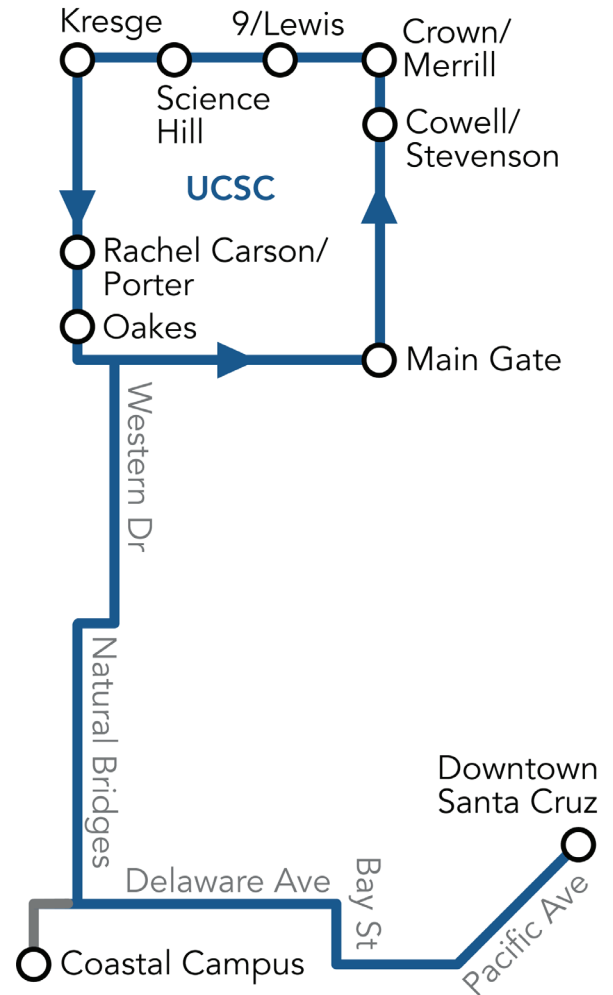 Kresge
9/Lewis
Crown/
Merrill
Science
Hill
Cowell/
Stevenson
UCSC
Rachel Carson/
Porter
Oakes
Main Gate
Western Dr
Natural Bridges
Downtown
Santa Cruz
Delaware Ave
Bay St
Pacific Ave
Coastal Campus